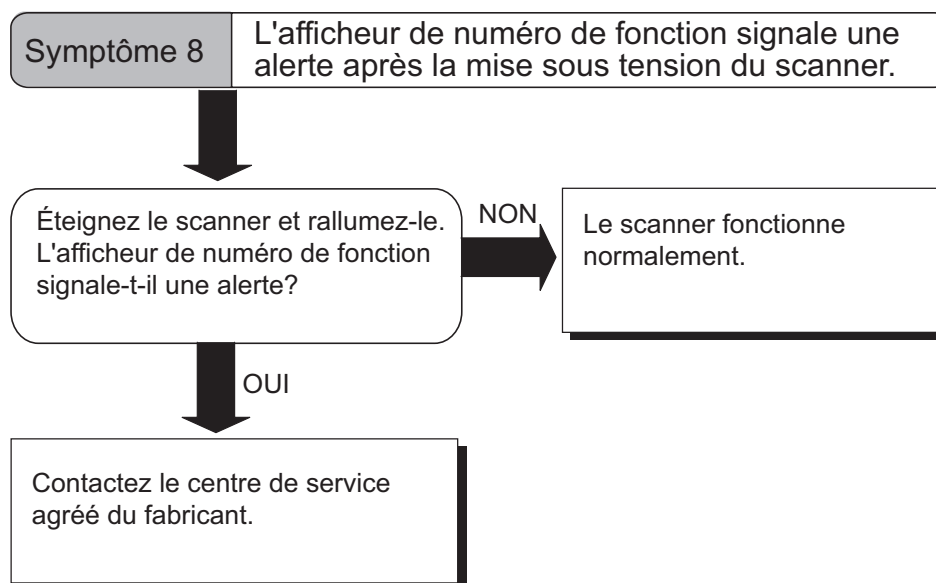 Symptôme 8
L'afficheur de numéro de fonction signale une
alerte après la mise sous tension du scanner.
Éteignez le scanner et rallumez-le.
L'afficheur de numéro de fonction
signale-t-il une alerte?
NON
Le scanner fonctionne
normalement.
OUI
Contactez le centre de service
agréé du fabricant.